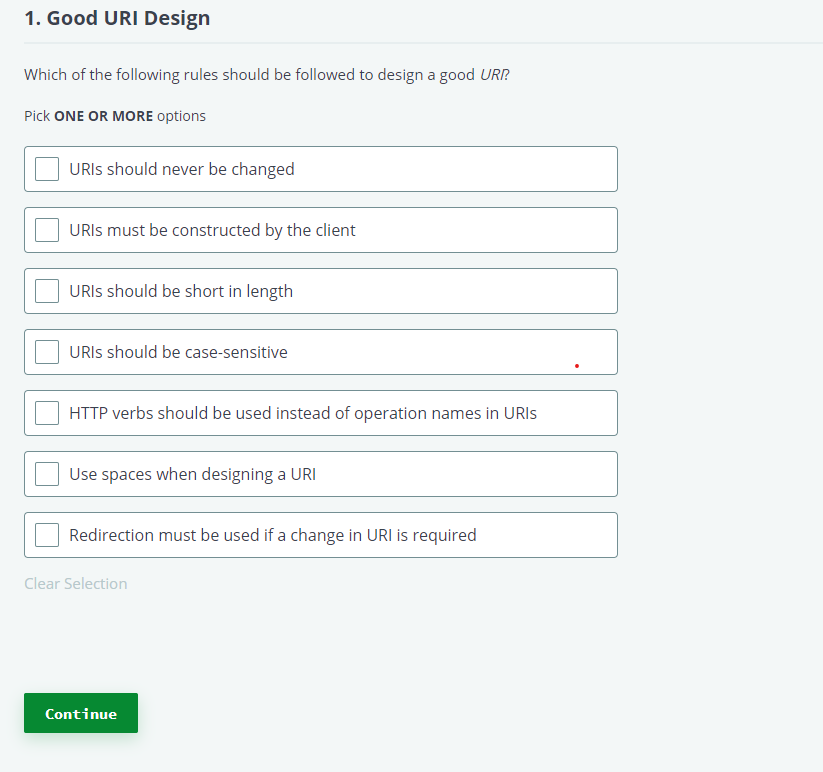 1. Good URI Design
Which of the following rules should be followed to design a good URI?
Pick ONE OR MORE options
URIs should never be changed
URIs must be constructed by the client
URIs should be short in length
URIs should be case-sensitive
HTTP verbs should be used instead of operation names in URIs
Use spaces when designing a URI
Redirection must be used if a change in URI is required
Clear Selection
Continue